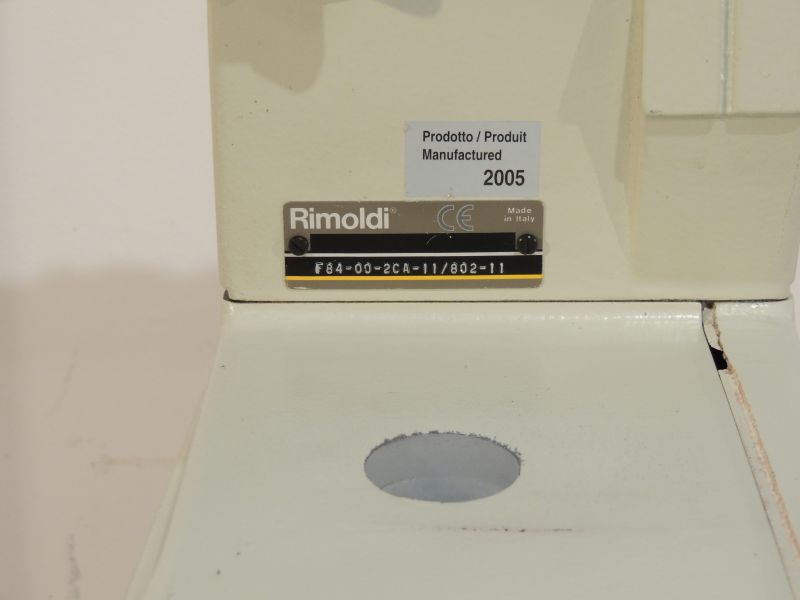 Prodotto / Produit
Manufactured
2005
Rimoldi® CE Made
in Italy
F84-00-2CA-11/802-11